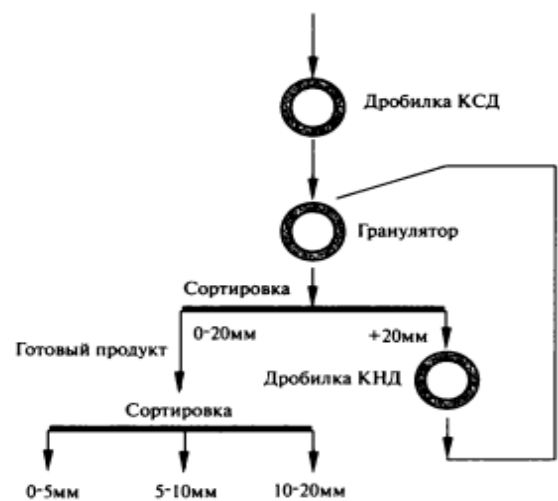 Дробилка КСД
Гранулятор
Сортировка
0-20мм
+20мм
Готовый продукт
Дробилка КНД
Сортировка
0-5мм
5-10мм
10-20мм